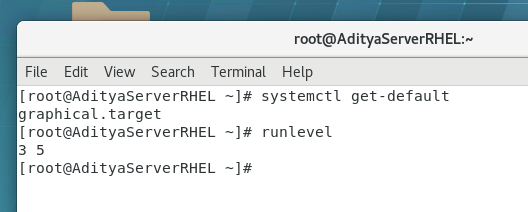 root@AdityaServerRHEL:~
File Edit View Search Terminal Help
[root@AdityaServerRHEL ~]# systemctl get-default
graphical.target
[root@AdityaServerRHEL ~]# runlevel
3 5
[root@AdityaServerRHEL ~]#